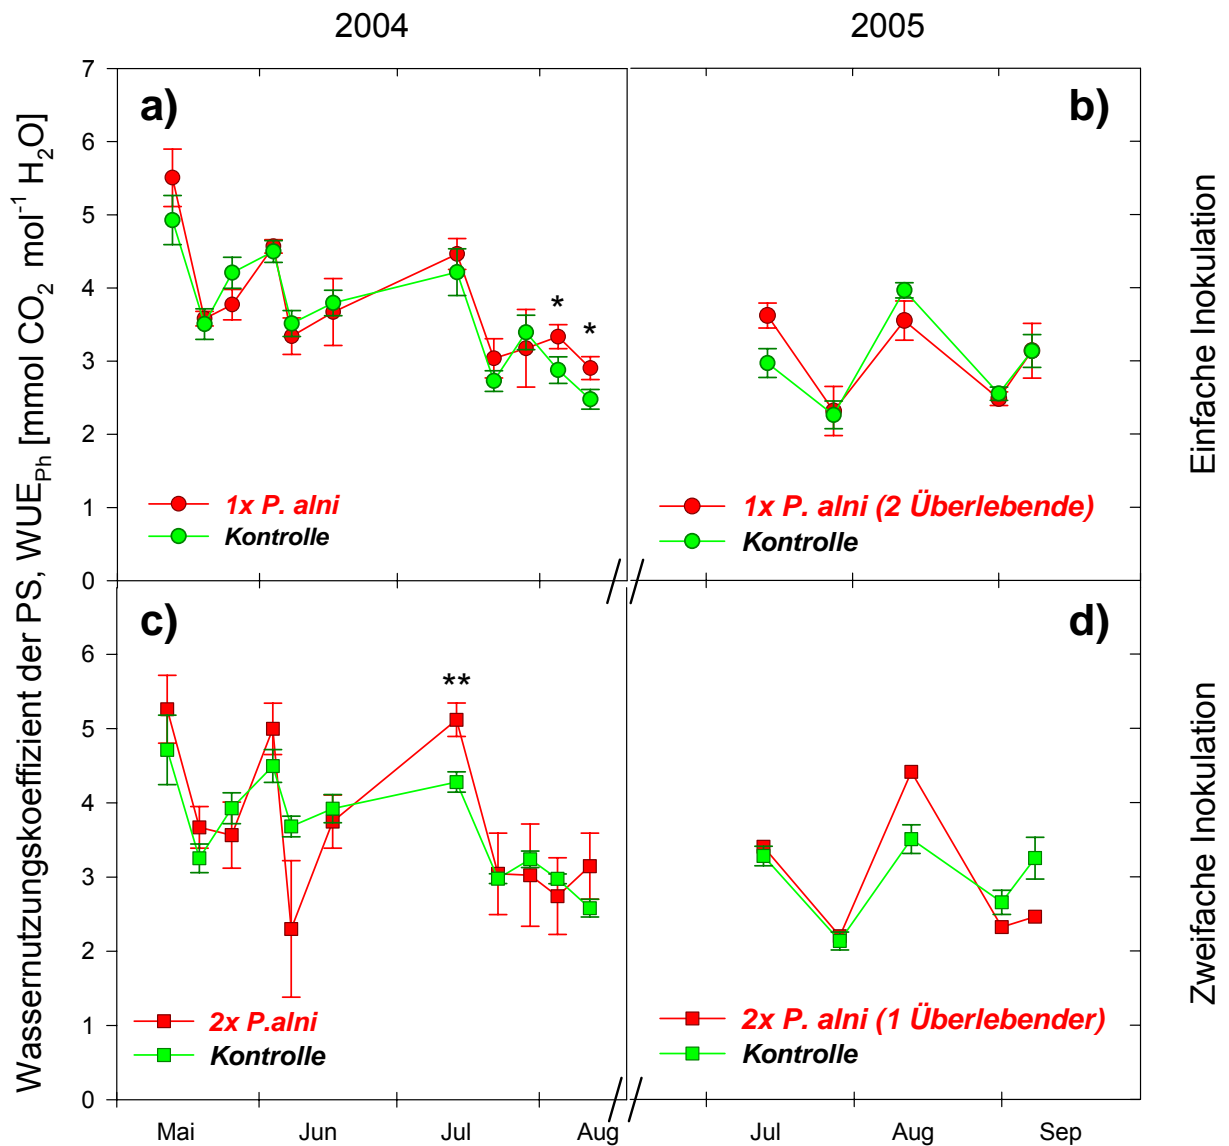 2004
2005
Wassernutzungskoeffizient der PS, WUE_Ph [mmol CO₂ mol⁻¹ H₂O]
7
6
5
4
3
2
1
0
a)
*
*
1x P. alni
Kontrolle
b)
1x P. alni (2 Überlebende)
Kontrolle
Einfache Inokulation
6
5
4
3
2
1
0
c)
**
2x P.alni
Kontrolle
d)
2x P. alni (1 Überlebender)
Kontrolle
Zweifache Inokulation
Mai Jun Jul Aug
Jul Aug Sep